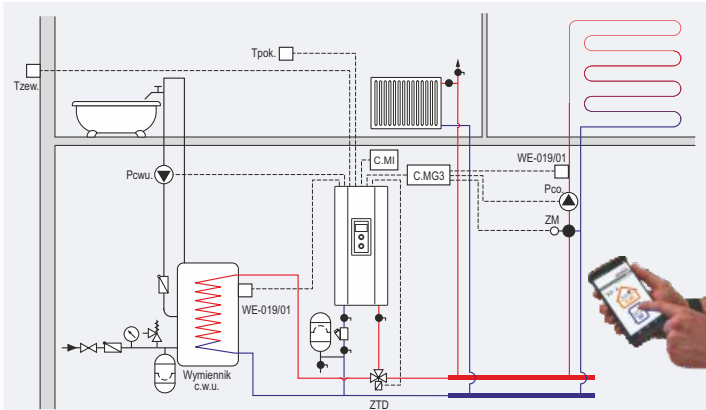 Tpok.
Tzew.
C.MI
WE-019/01
C.MG3
Pcwu.
Pco.
ZM
WE-019/01
Wymiennik
c.w.u.
ZTD